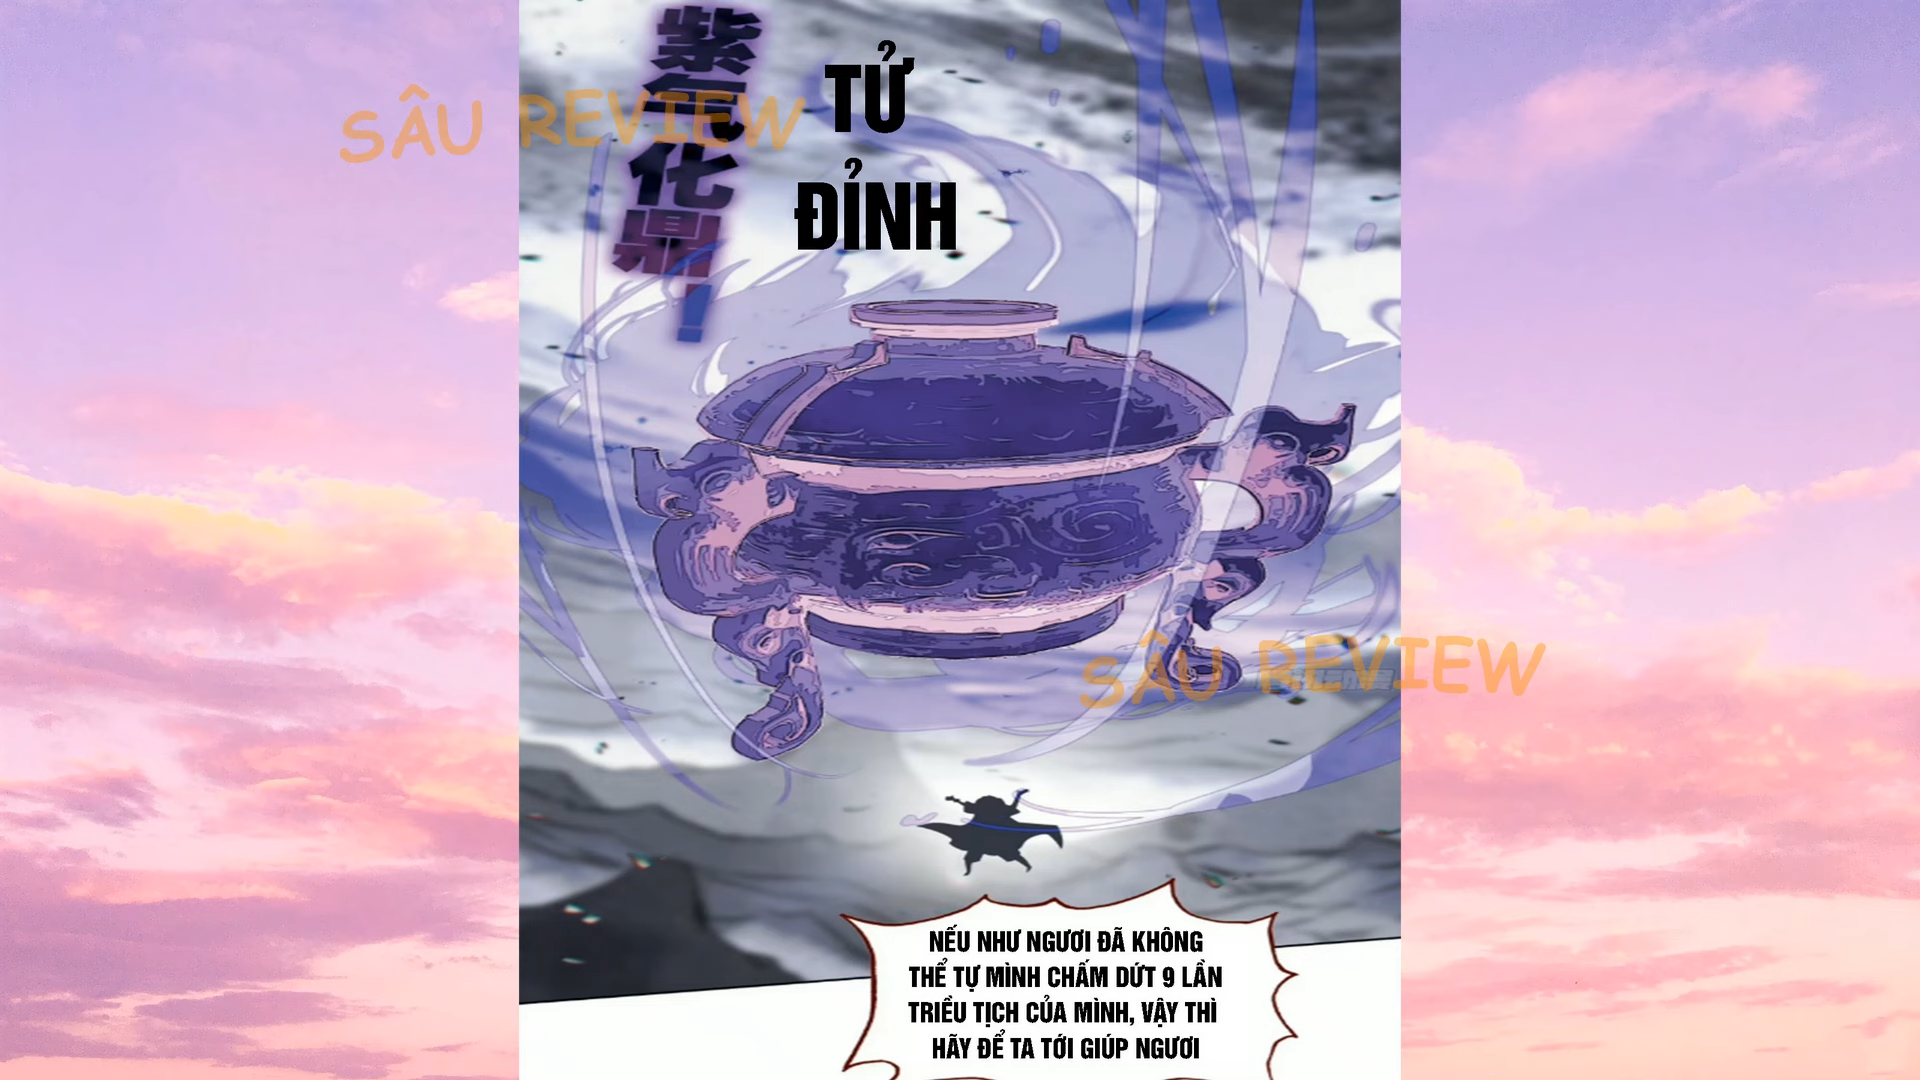 紫气化鼎!
TỬ
ĐỈNH
SÂU REVIEW
SÂU REVIEW
NẾU NHƯ NGƯƠI ĐÃ KHÔNG
THỂ TỰ MÌNH CHẤM DỨT 9 LẦN
TRIỀU TỊCH CỦA MÌNH, VẬY THÌ
HÃY ĐỂ TA TỚI GIÚP NGƯƠI